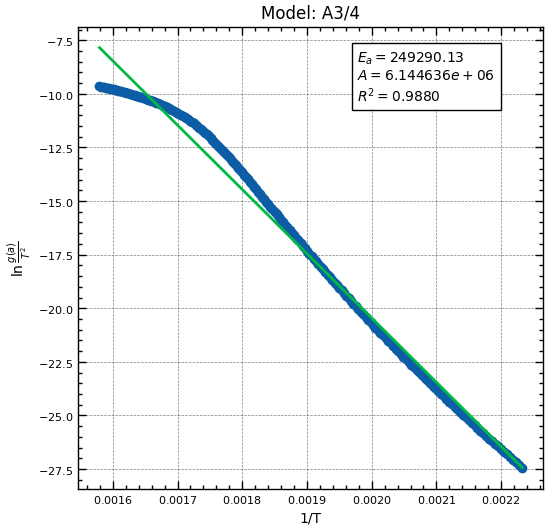 Model: A3/4
E_a = 249290.13
A = 6.144636e + 06
R² = 0.9880
−7.5
−10.0
−12.5
−15.0
−17.5
−20.0
−22.5
−25.0
−27.5
ln g(a)/T²
0.0016 0.0017 0.0018 0.0019 0.0020 0.0021 0.0022
1/T